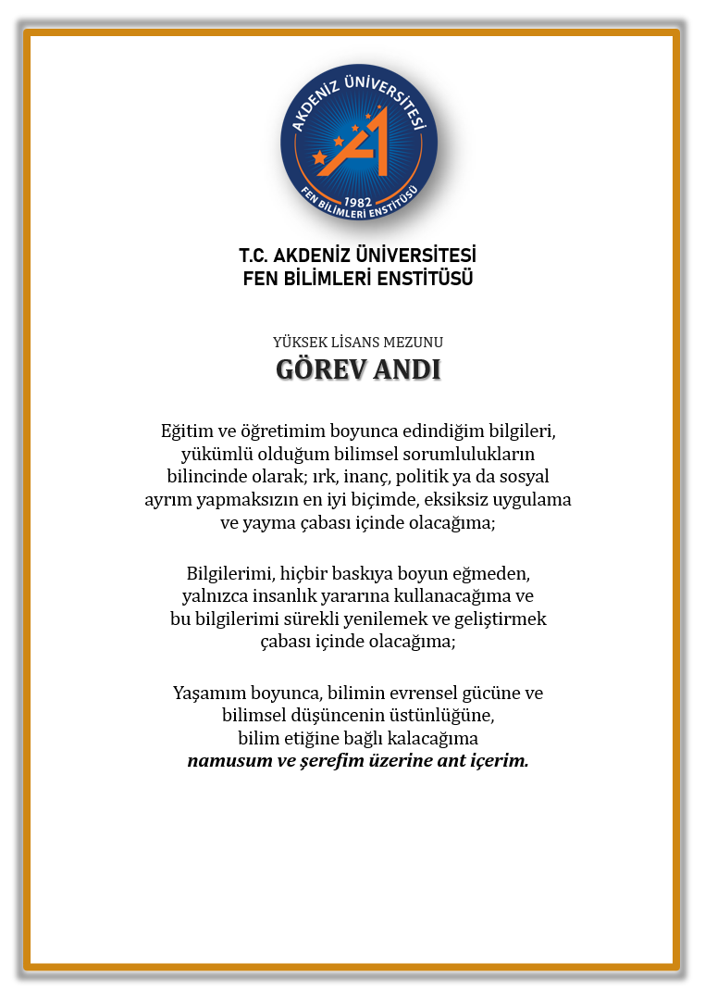 AKDENİZ ÜNİVERSİTESİ
1982
FEN BİLİMLERİ ENSTİTÜSÜ
T.C. AKDENİZ ÜNİVERSİTESİ
FEN BİLİMLERİ ENSTİTÜSÜ
YÜKSEK LİSANS MEZUNU
GÖREV ANDI
Eğitim ve öğretimim boyunca edindiğim bilgileri,
yükümlü olduğum bilimsel sorumlulukların
bilincinde olarak; ırk, inanç, politik ya da sosyal
ayrım yapmaksızın en iyi biçimde, eksiksiz uygulama
ve yayma çabası içinde olacağıma;
Bilgilerimi, hiçbir baskıya boyun eğmeden,
yalnızca insanlık yararına kullanacağıma ve
bu bilgilerimi sürekli yenilemek ve geliştirmek
çabası içinde olacağıma;
Yaşamım boyunca, bilimin evrensel gücüne ve
bilimsel düşüncenin üstünlüğüne,
bilim etiğine bağlı kalacağıma
namusum ve şerefim üzerine ant içerim.